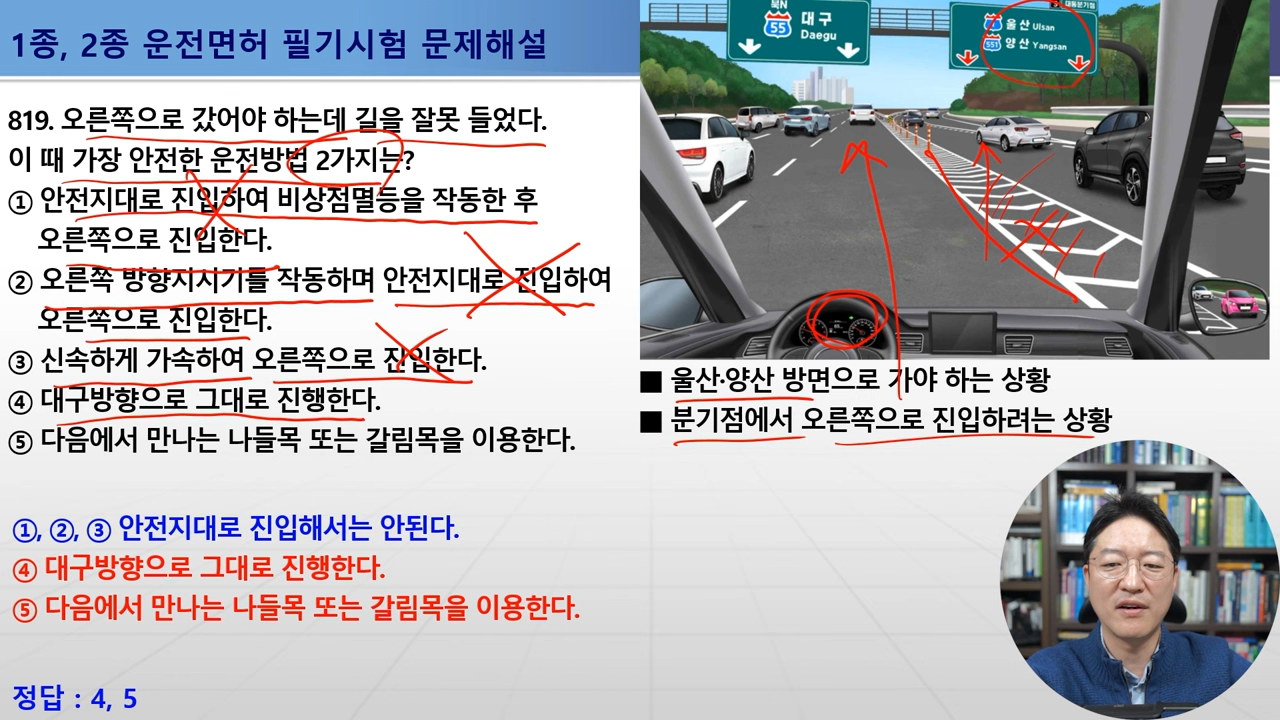 1종, 2종 운전면허 필기시험 문제해설
819. 오른쪽으로 갔어야 하는데 길을 잘못 들었다.
이 때 가장 안전한 운전방법 2가지는?
① 안전지대로 진입하여 비상점멸등을 작동한 후
오른쪽으로 진입한다.
② 오른쪽 방향지시기를 작동하며 안전지대로 진입하여
오른쪽으로 진입한다.
③ 신속하게 가속하여 오른쪽으로 진입한다.
④ 대구방향으로 그대로 진행한다.
⑤ 다음에서 만나는 나들목 또는 갈림목을 이용한다.
①, ②, ③ 안전지대로 진입해서는 안된다.
④ 대구방향으로 그대로 진행한다.
⑤ 다음에서 만나는 나들목 또는 갈림목을 이용한다.
정답 : 4, 5
북N
55
대구
Daegu
대동분기점
울산 Ulsan
551 양산 Yangsan
■ 울산·양산 방면으로 가야 하는 상황
■ 분기점에서 오른쪽으로 진입하려는 상황